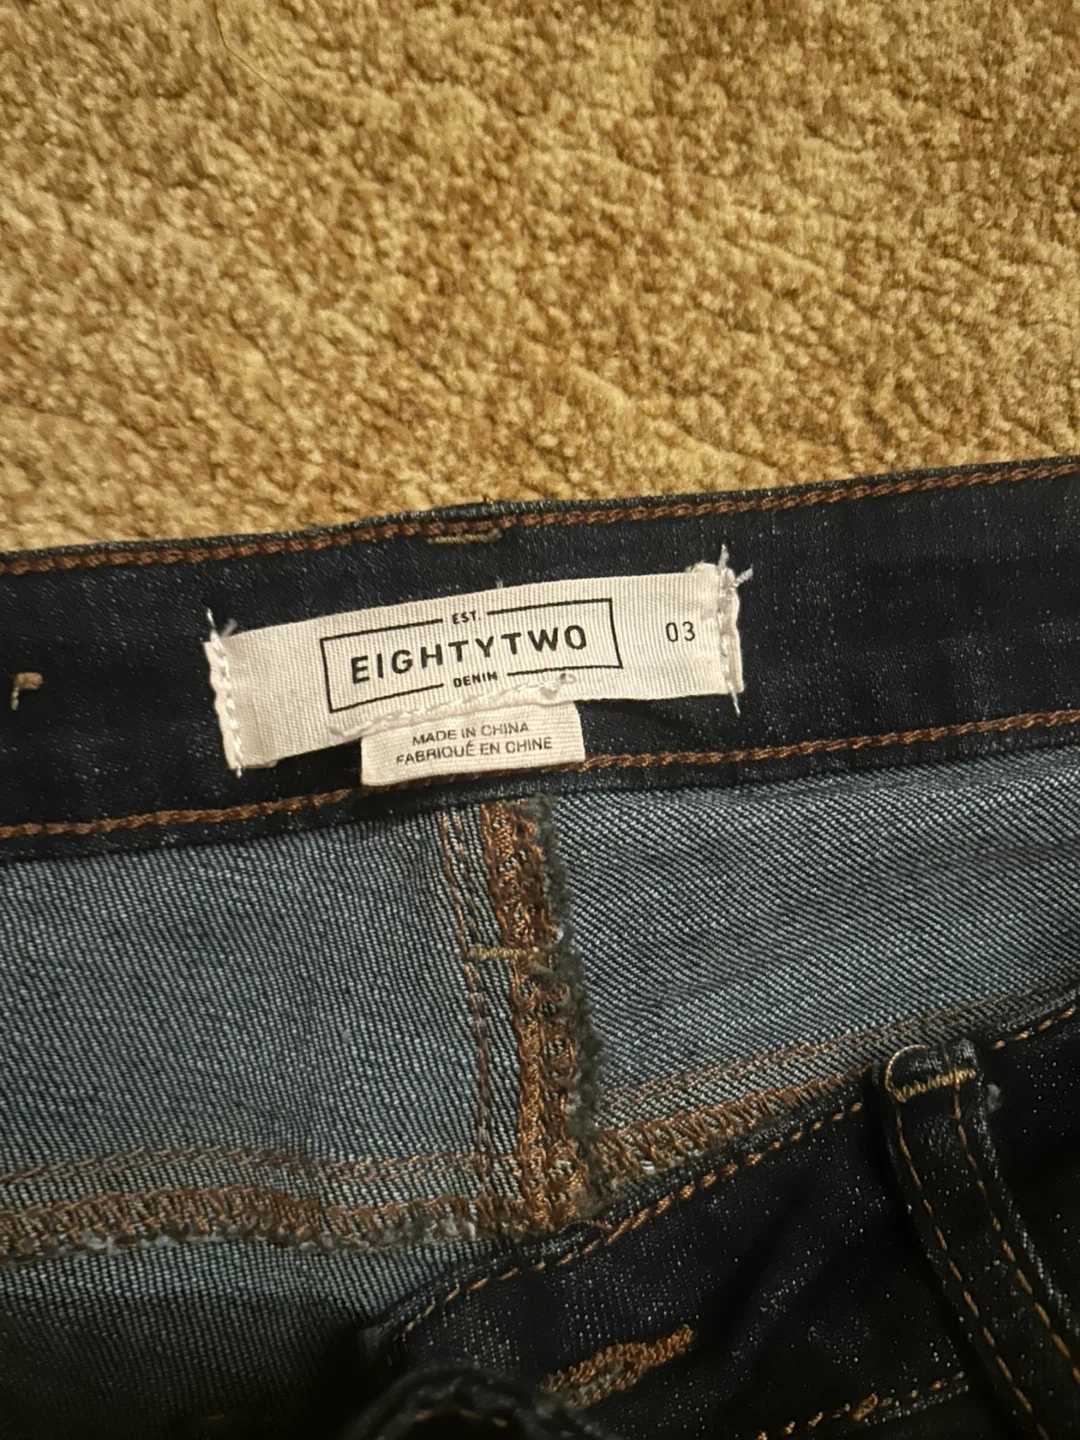 EST.
EIGHTYTWO
DENIM
03
MADE IN CHINA
FABRIQUÉ EN CHINE